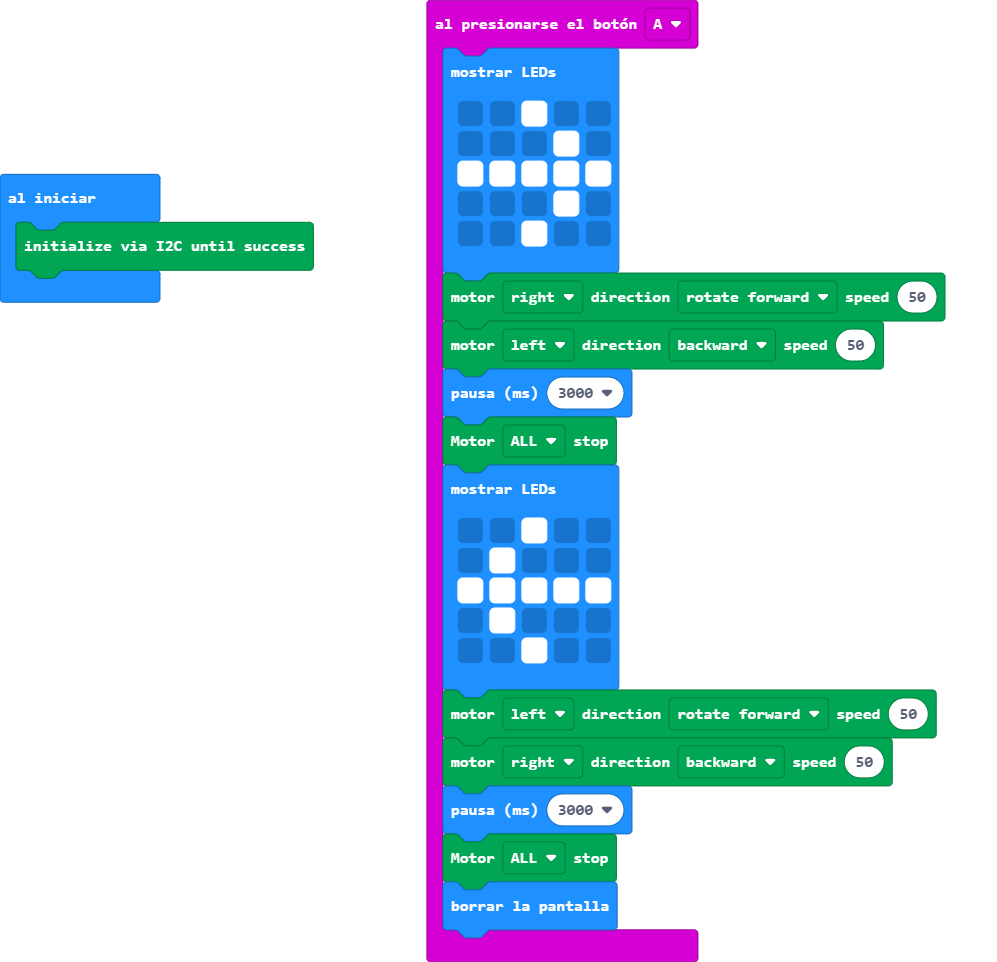 al presionarse el botón A
mostrar LEDs
al iniciar
initialize via I2C until success
motor right direction rotate forward speed 50
motor left direction backward speed 50
pausa (ms) 3000
Motor ALL stop
mostrar LEDs
motor left direction rotate forward speed 50
motor right direction backward speed 50
pausa (ms) 3000
Motor ALL stop
borrar la pantalla